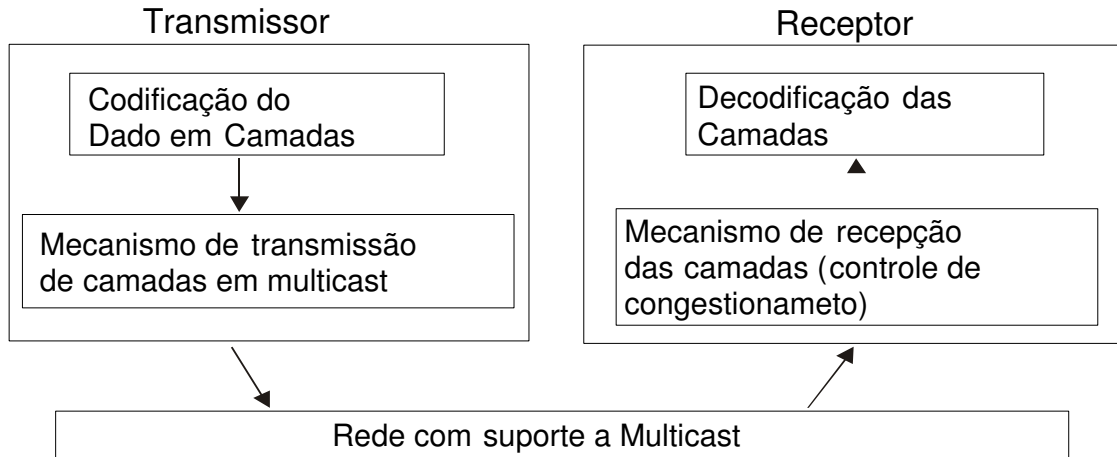 Transmissor
Codificação do
Dado em Camadas
Mecanismo de transmissão
de camadas em multicast
Receptor
Decodificação das
Camadas
Mecanismo de recepção
das camadas (controle de
congestionameto)
Rede com suporte a Multicast